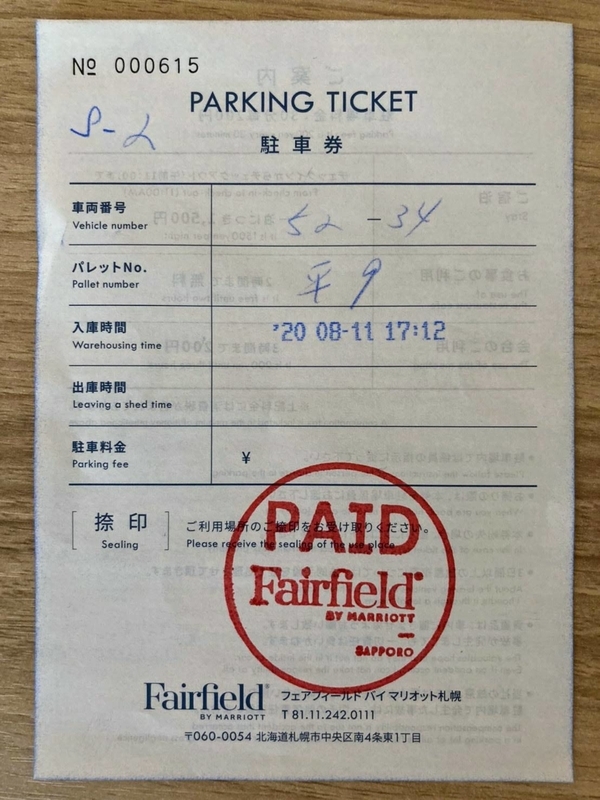 № 000615
PARKING TICKET
駐車券
S-2
車両番号
Vehicle number
52-34
パレットNo.
Pallet number
平9
入庫時間
Warehousing time
'20 08-11 17:12
出庫時間
Leaving a shed time
駐車料金
Parking fee
¥
捺印
Sealing
ご利用場所のご捺印をお受け取りください。
Please receive the sealing of the use place.
PAID
Fairfield
BY MARRIOTT
SAPPORO
Fairfield
BY MARRIOTT
フェアフィールド バイ マリオット札幌
T 81.11.242.0111
〒060-0054 北海道札幌市中央区南4条東1丁目